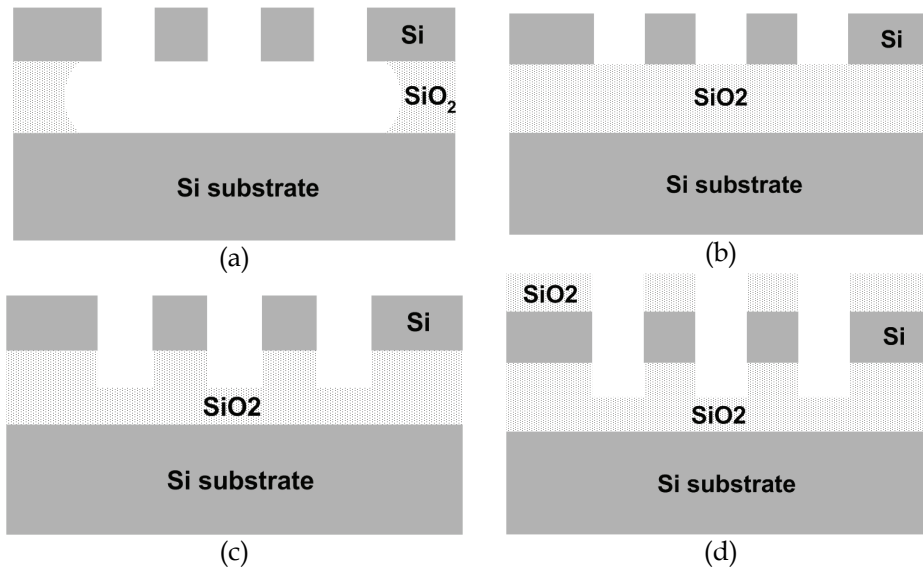 Si
SiO₂
Si substrate
(a)
Si
SiO2
Si substrate
(b)
Si
SiO2
Si substrate
(c)
SiO2
Si
SiO2
Si substrate
(d)